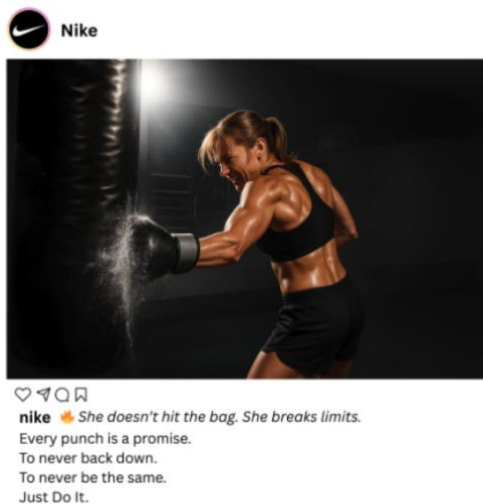 Nike
nike 🔥 She doesn't hit the bag. She breaks limits.
Every punch is a promise.
To never back down.
To never be the same.
Just Do It.